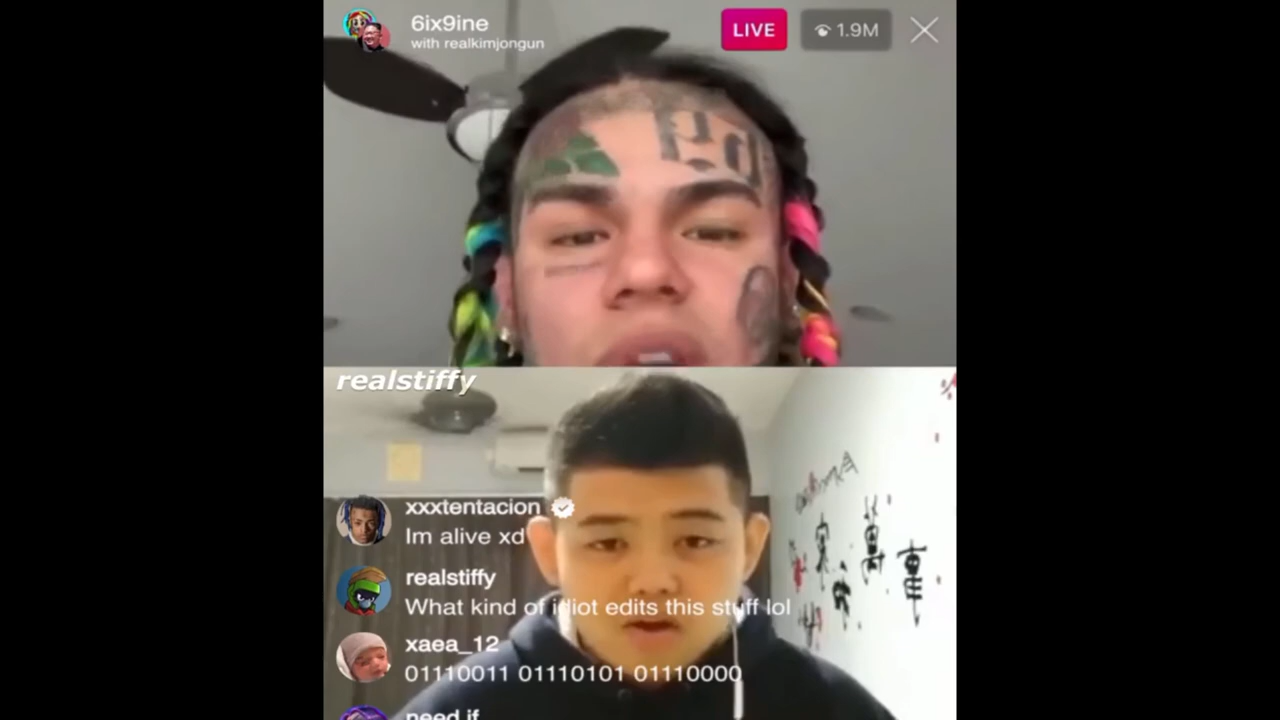 6ix9ine
with realkimjongun
LIVE
1.9M
realstiffy
xxxtentacion
Im alive xd
realstiffy
What kind of idiot edits this stuff lol
xaea_12
01110011 01110101 01110000
need.if